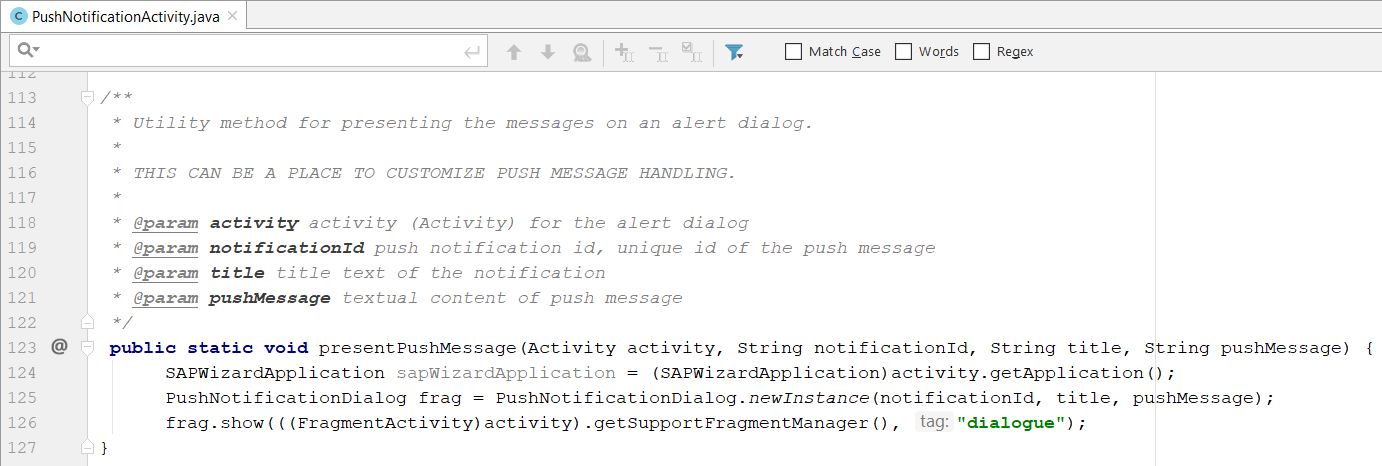 C PushNotificationActivity.java
Match Case Words Regex
112
113 /**
114 * Utility method for presenting the messages on an alert dialog.
115 *
116 * THIS CAN BE A PLACE TO CUSTOMIZE PUSH MESSAGE HANDLING.
117 *
118 * @param activity activity (Activity) for the alert dialog
119 * @param notificationId push notification id, unique id of the push message
120 * @param title title text of the notification
121 * @param pushMessage textual content of push message
122 */
123 @ public static void presentPushMessage(Activity activity, String notificationId, String title, String pushMessage) {
124 SAPWizardApplication sapWizardApplication = (SAPWizardApplication)activity.getApplication();
125 PushNotificationDialog frag = PushNotificationDialog.newInstance(notificationId, title, pushMessage);
126 frag.show(((FragmentActivity)activity).getSupportFragmentManager(), tag: "dialogue");
127 }